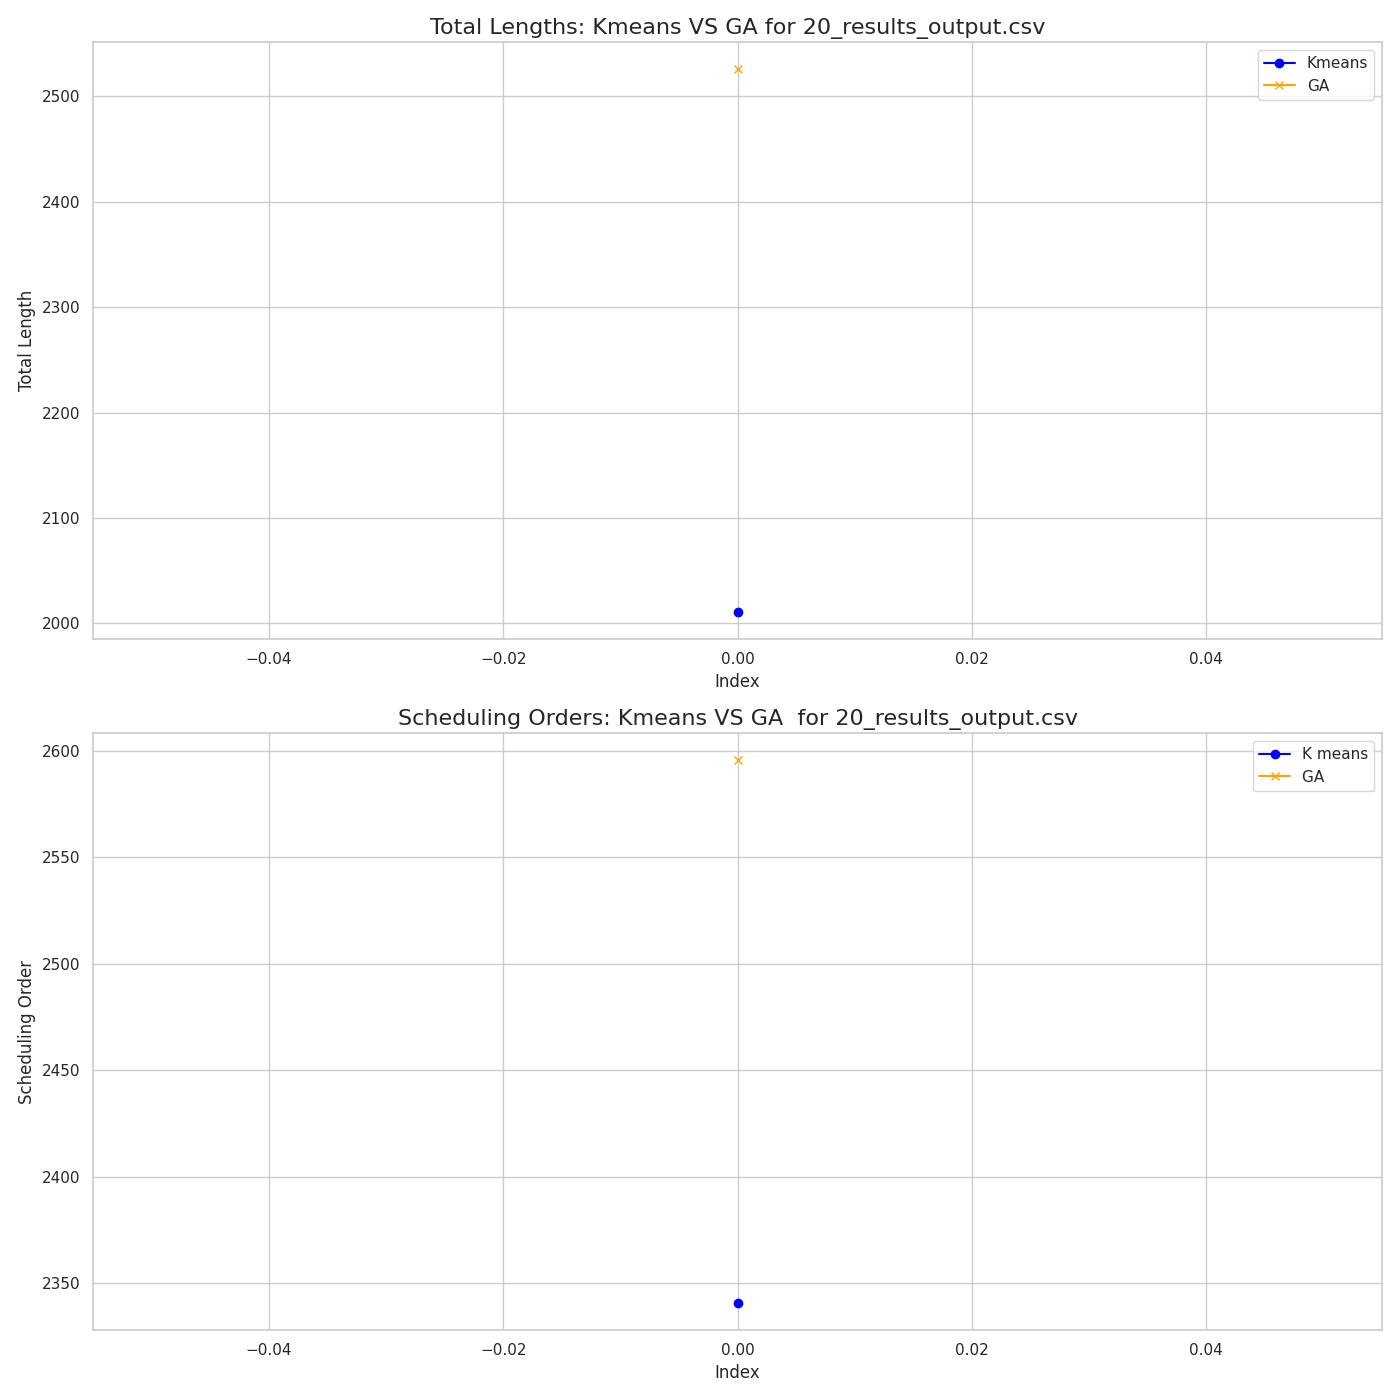 Total Lengths: Kmeans VS GA for 20_results_output.csv
Kmeans
GA
2500
2400
2300
2200
2100
2000
Total Length
−0.04
−0.02
0.00
0.02
0.04
Index
Scheduling Orders: Kmeans VS GA  for 20_results_output.csv
K means
GA
2600
2550
2500
2450
2400
2350
Scheduling Order
−0.04
−0.02
0.00
0.02
0.04
Index